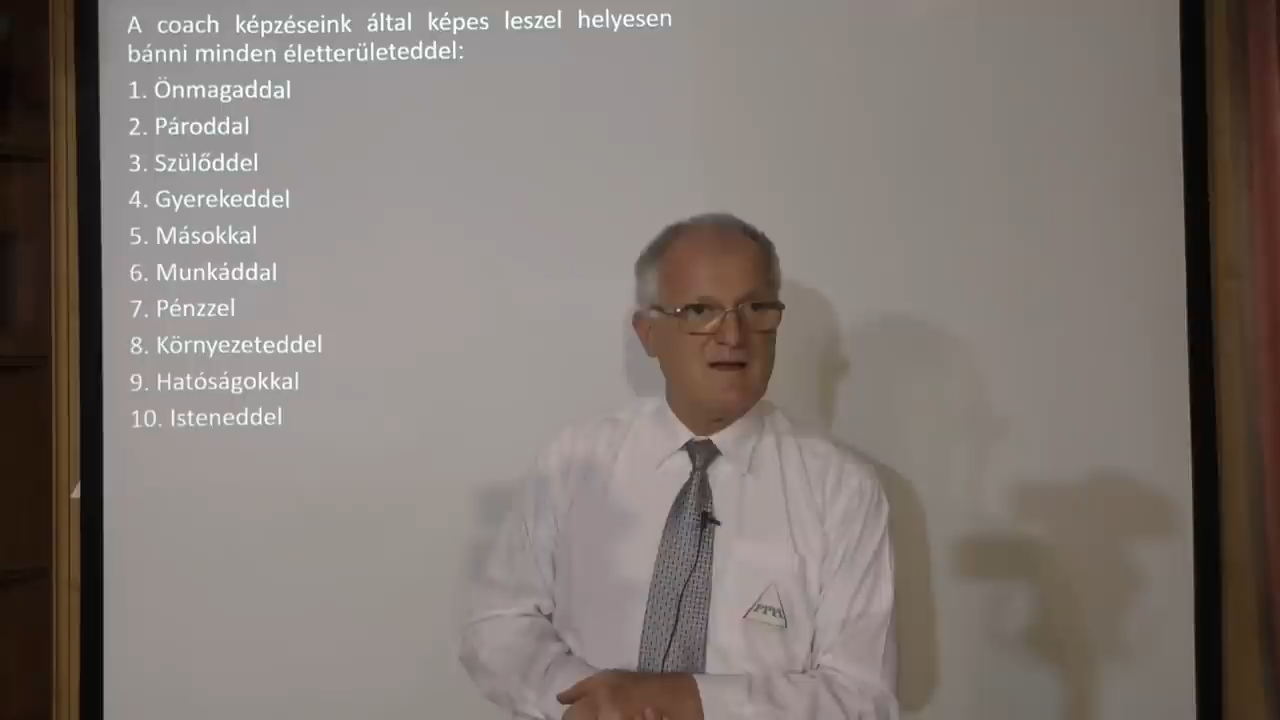 A coach képzéseink által képes leszel helyesen
bánni minden életterületeddel:
1. Önmagaddal
2. Pároddal
3. Szülőddel
4. Gyerekeddel
5. Másokkal
6. Munkáddal
7. Pénzzel
8. Környezeteddel
9. Hatóságokkal
10. Isteneddel